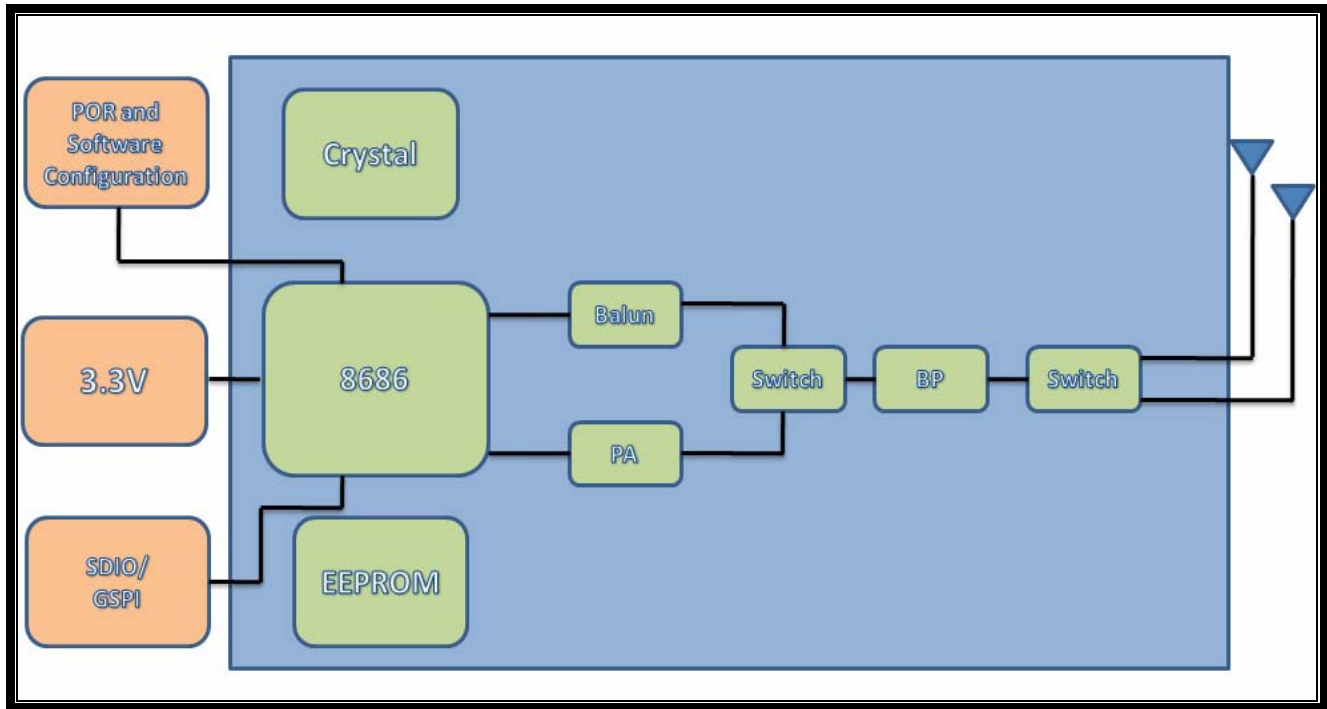 POR and
Software
Configuration
Crystal
3.3V
8686
Balun
PA
Switch
BP
Switch
SDIO/
GSPI
EEPROM